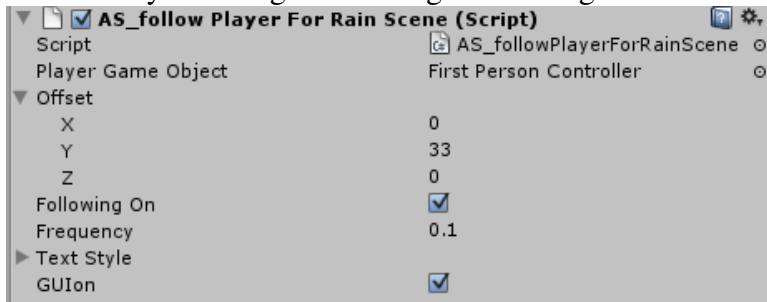 AS_follow Player For Rain Scene (Script)
Script AS_followPlayerForRainScene
Player Game Object First Person Controller
Offset
X 0
Y 33
Z 0
Following On
Frequency 0.1
Text Style
GUIon